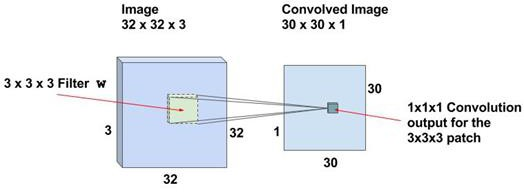 Image
32 x 32 x 3
Convolved Image
30 x 30 x 1
3 x 3 x 3 Filter w
3
32
32
30
1
30
1x1x1 Convolution
output for the
3x3x3 patch